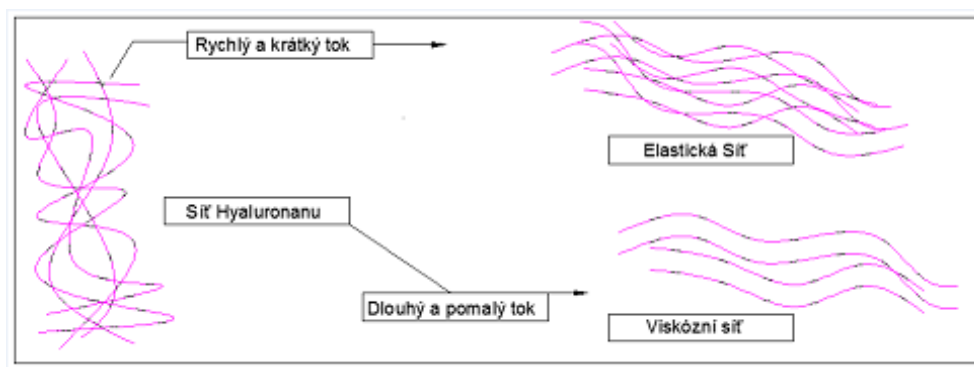 Rychlý a krátký tok
Elastická Síť
Síť Hyaluronanu
Dlouhý a pomalý tok
Viskózní síť